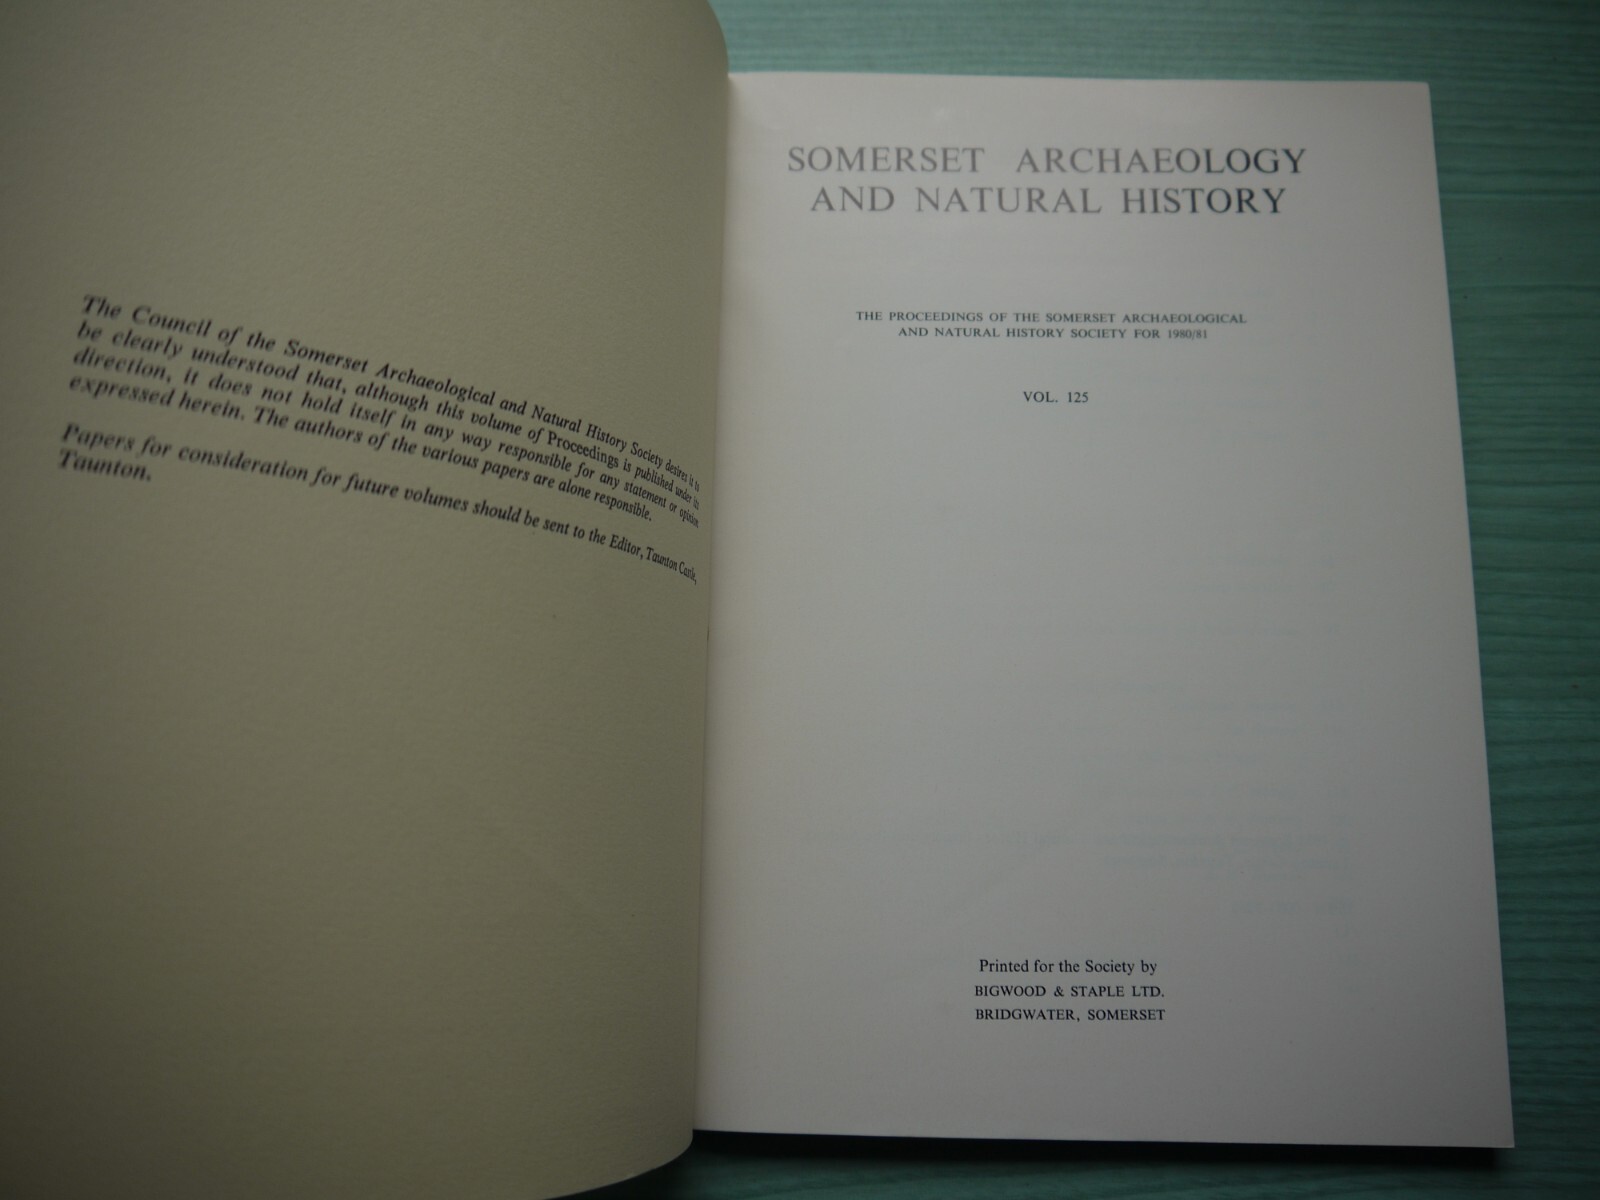 The Council of the Somerset Archaeological and Natural History Society desires it to
be clearly understood that, although this volume of Proceedings is published under its
direction, it does not hold itself in any way responsible for any statement or opinion
expressed herein. The authors of the various papers are alone responsible.
Papers for consideration for future volumes should be sent to the Editor, Taunton Castle,
Taunton.
SOMERSET ARCHAEOLOGY
AND NATURAL HISTORY
THE PROCEEDINGS OF THE SOMERSET ARCHAEOLOGICAL
AND NATURAL HISTORY SOCIETY FOR 1980/81
VOL. 125
Printed for the Society by
BIGWOOD & STAPLE LTD.
BRIDGWATER, SOMERSET